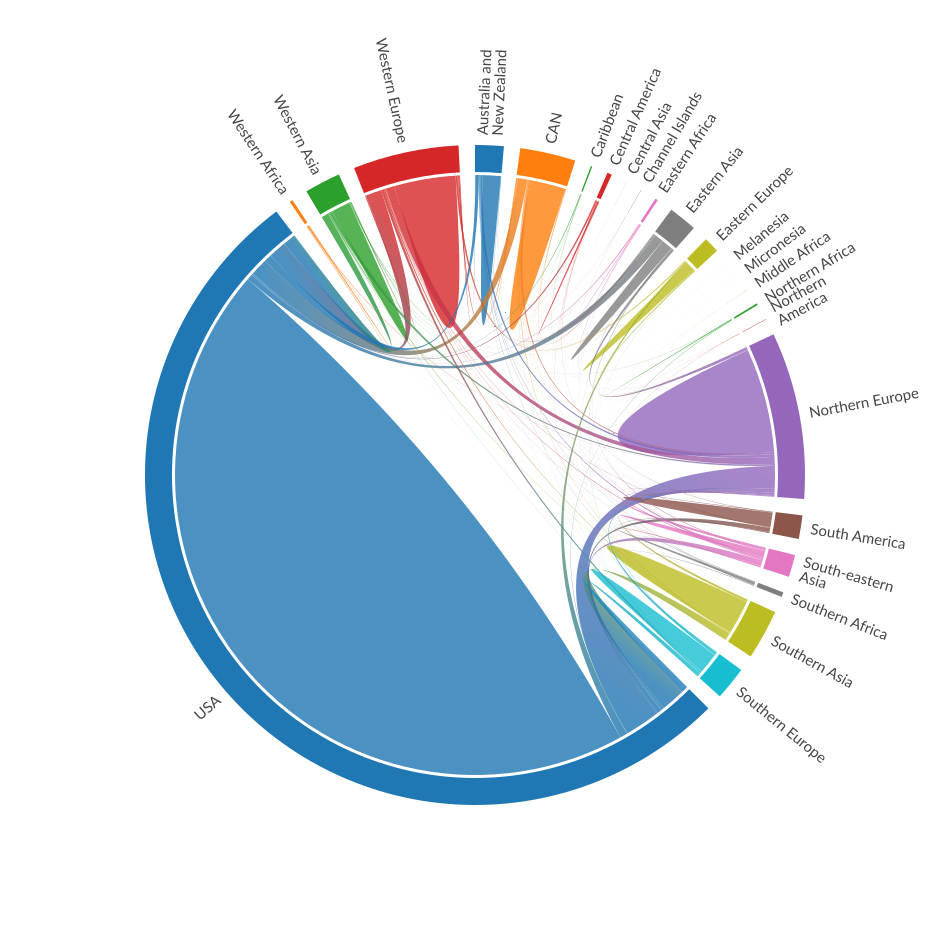 Western Africa
Western Asia
Western Europe
Australia and
New Zealand
CAN
Caribbean
Central America
Central Asia
Channel Islands
Eastern Africa
Eastern Asia
Eastern Europe
Melanesia
Micronesia
Middle Africa
Northern Africa
Northern
America
Northern Europe
South America
South-eastern
Asia
Southern Africa
Southern Asia
Southern Europe
USA